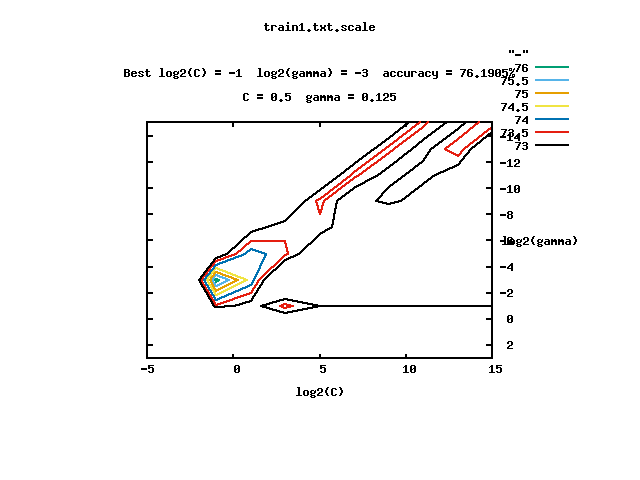 train1.txt.scale
"-"
Best log2(C) = -1  log2(gamma) = -3  accuracy = 76.1905%
76
75.5
C = 0.5  gamma = 0.125
75
74.5
74
73.5
-14
73
-12
-10
-8
-6
log2(gamma)
-4
-2
0
2
-5 0 5 10 15
log2(C)